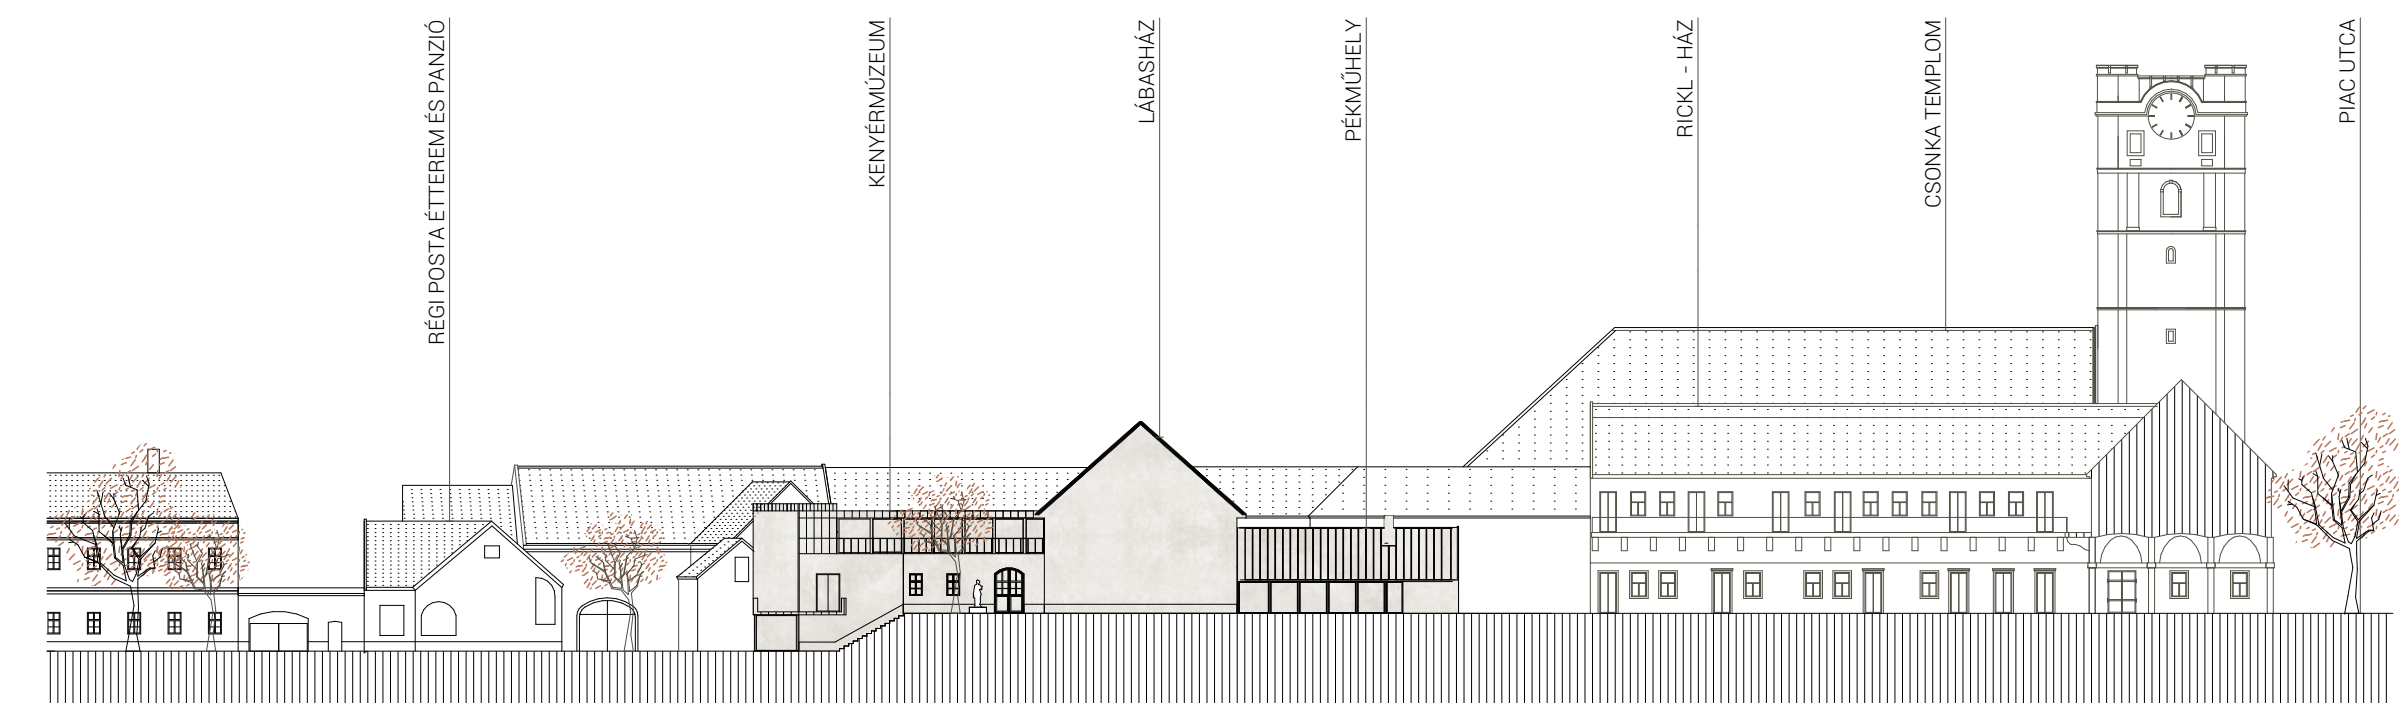 RÉGI POSTA ÉTTEREM ÉS PANZIÓ
KENYÉRMÚZEUM
LÁBASHÁZ
PÉKMŰHELY
RICKL - HÁZ
CSONKA TEMPLOM
PIAC UTCA